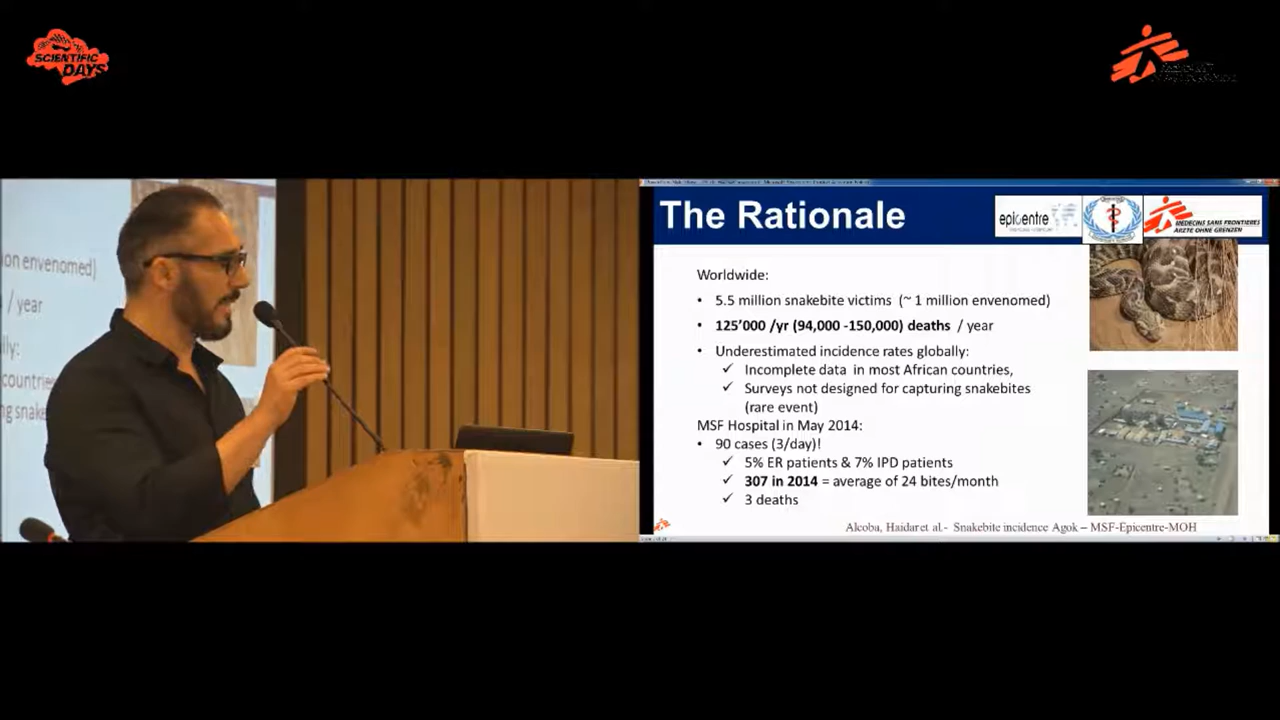 SCIENTIFIC
DAYS
ion envenomed)
/ year
lly:
countries
ng snake
The Rationale
epicentre
MEDECINS SANS FRONTIERES
ÄRZTE OHNE GRENZEN
Worldwide:
• 5.5 million snakebite victims (~ 1 million envenomed)
• 125’000 /yr (94,000 -150,000) deaths / year
• Underestimated incidence rates globally:
✓ Incomplete data in most African countries,
✓ Surveys not designed for capturing snakebites
(rare event)
MSF Hospital in May 2014:
• 90 cases (3/day)!
✓ 5% ER patients & 7% IPD patients
✓ 307 in 2014 = average of 24 bites/month
✓ 3 deaths
Alcoba, Haidar et al.- Snakebite incidence Agok – MSF-Epicentre-MOH